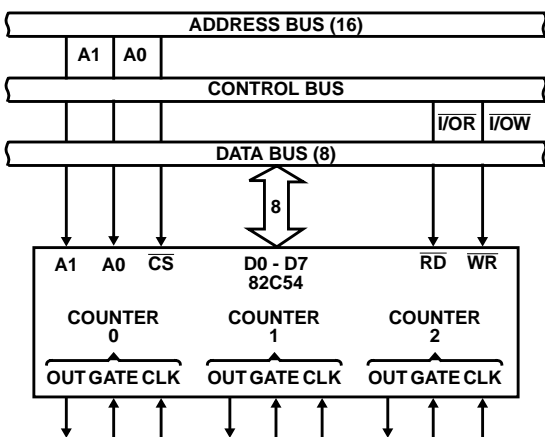 ADDRESS BUS (16)
A1 A0
CONTROL BUS
I/OR I/OW
DATA BUS (8)
8
A1 A0 CS D0 - D7 RD WR
82C54
COUNTER COUNTER COUNTER
0 1 2
OUT GATE CLK OUT GATE CLK OUT GATE CLK